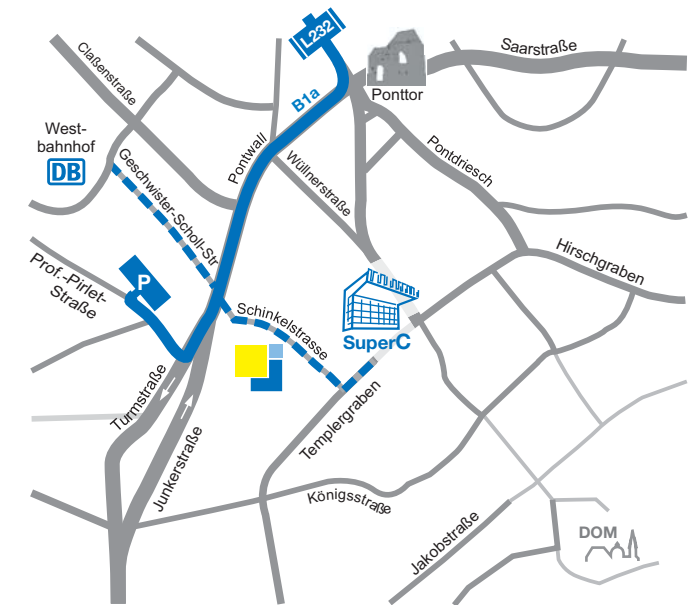 L232
Saarstraße
Claßenstraße
B1a
Ponttor
West-
bahnhof
DB
Pontwall
Wüllnerstraße
Pontdriesch
Geschwister-Scholl-Str
Hirschgraben
Prof.-Pirlet-
Straße
P
Schinkelstrasse
SuperC
Turmstraße
Templergraben
Junkerstraße
Königsstraße
Jakobstraße
DOM